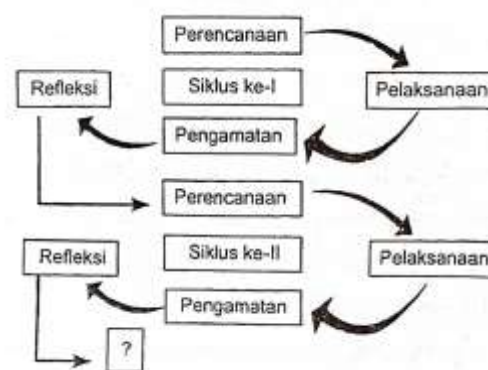 Perencanaan
Refleksi
Siklus ke-I
Pelaksanaan
Pengamatan
Perencanaan
Refleksi
Siklus ke-II
Pelaksanaan
Pengamatan
?